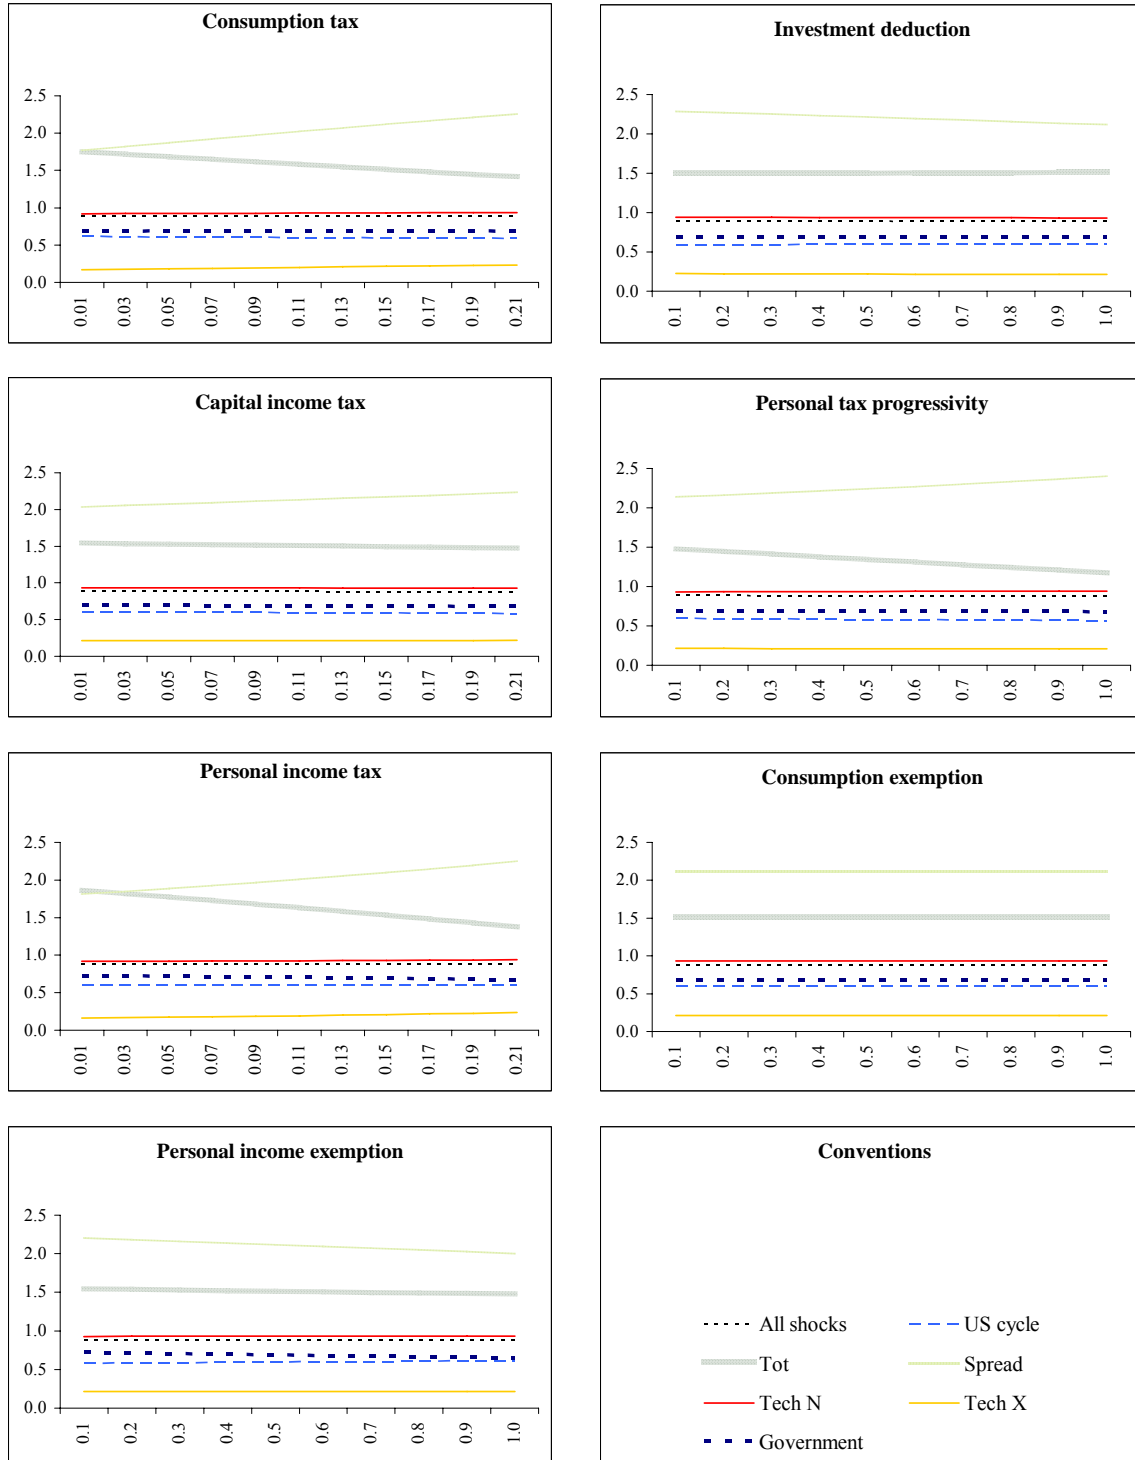 Consumption tax
2.5
2.0
1.5
1.0
0.5
0.0
0.01 0.03 0.05 0.07 0.09 0.11 0.13 0.15 0.17 0.19 0.21
Investment deduction
2.5
2.0
1.5
1.0
0.5
0.0
0.1 0.2 0.3 0.4 0.5 0.6 0.7 0.8 0.9 1.0
Capital income tax
2.5
2.0
1.5
1.0
0.5
0.0
0.01 0.03 0.05 0.07 0.09 0.11 0.13 0.15 0.17 0.19 0.21
Personal tax progressivity
2.5
2.0
1.5
1.0
0.5
0.0
0.1 0.2 0.3 0.4 0.5 0.6 0.7 0.8 0.9 1.0
Personal income tax
2.5
2.0
1.5
1.0
0.5
0.0
0.01 0.03 0.05 0.07 0.09 0.11 0.13 0.15 0.17 0.19 0.21
Consumption exemption
2.5
2.0
1.5
1.0
0.5
0.0
0.1 0.2 0.3 0.4 0.5 0.6 0.7 0.8 0.9 1.0
Personal income exemption
2.5
2.0
1.5
1.0
0.5
0.0
0.1 0.2 0.3 0.4 0.5 0.6 0.7 0.8 0.9 1.0
Conventions
All shocks US cycle
Tot Spread
Tech N Tech X
Government